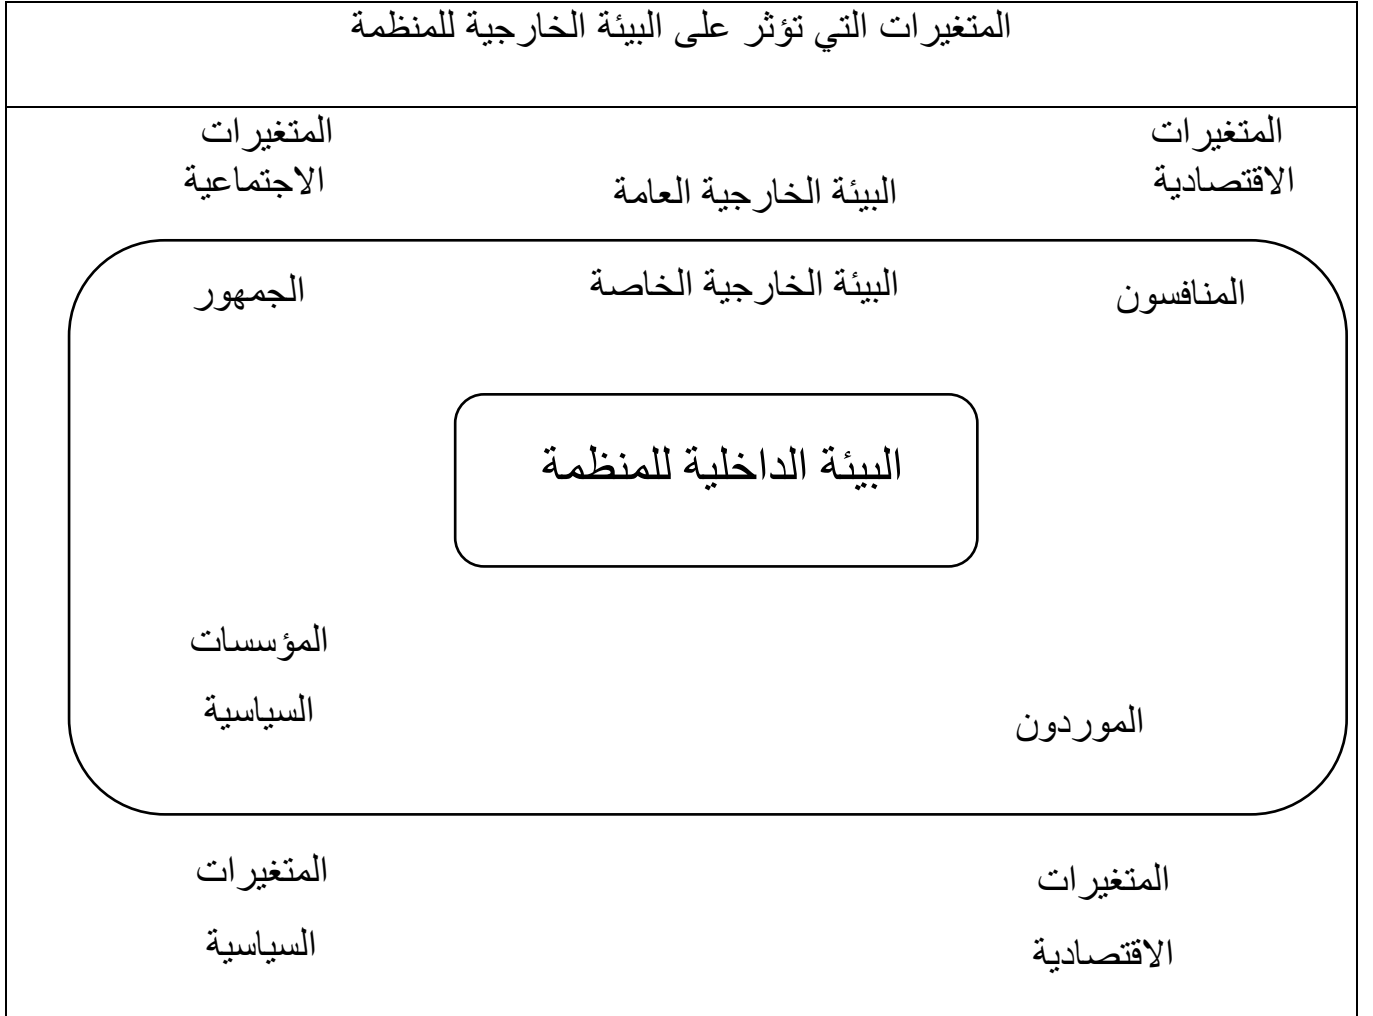 المتغيرات التي تؤثر على البيئة الخارجية للمنظمة
المتغيرات
الاقتصادية
البيئة الخارجية العامة
المتغيرات
الاجتماعية
المنافسون
البيئة الخارجية الخاصة
الجمهور
البيئة الداخلية للمنظمة
الموردون
المؤسسات
السياسية
المتغيرات
الاقتصادية
المتغيرات
السياسية